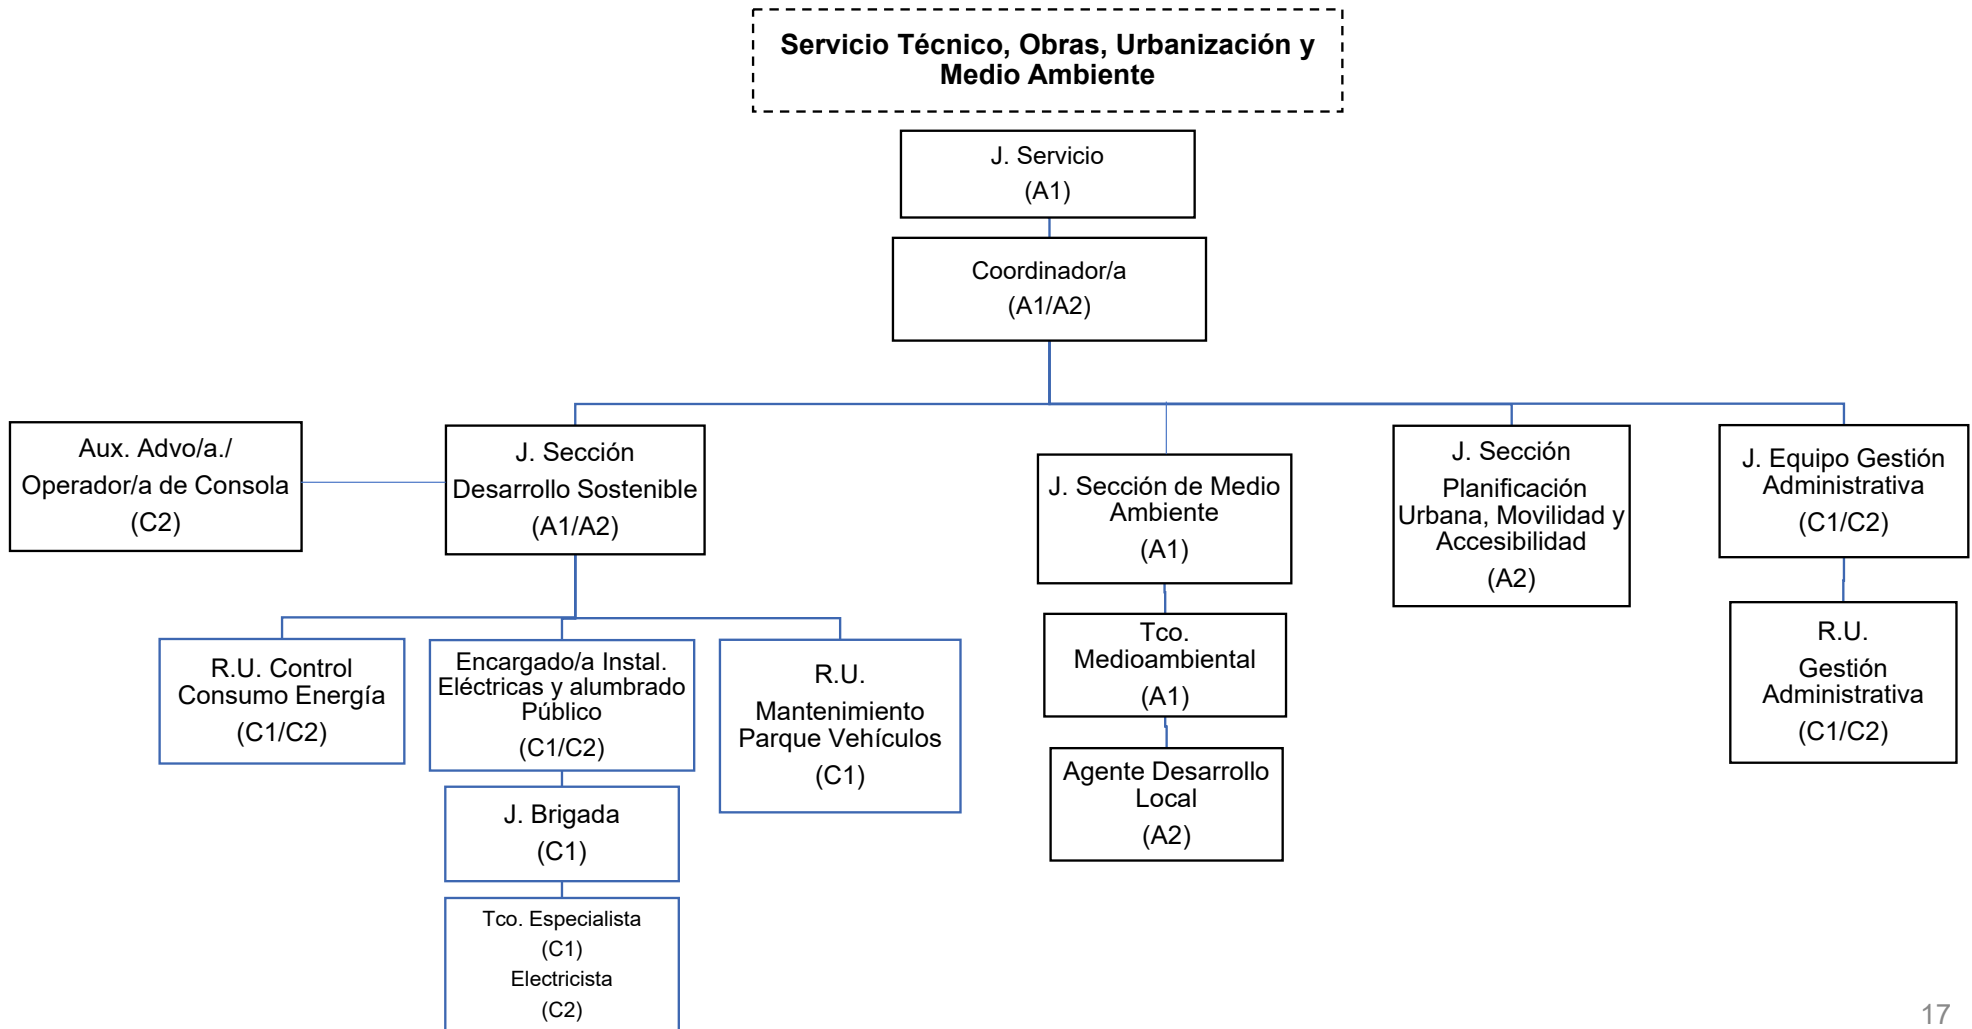 Servicio Técnico, Obras, Urbanización y
Medio Ambiente
J. Servicio
(A1)
Coordinador/a
(A1/A2)
Aux. Advo/a./
Operador/a de Consola
(C2)
J. Sección
Desarrollo Sostenible
(A1/A2)
J. Sección de Medio
Ambiente
(A1)
J. Sección
Planificación
Urbana, Movilidad y
Accesibilidad
(A2)
J. Equipo Gestión
Administrativa
(C1/C2)
R.U. Control
Consumo Energía
(C1/C2)
Encargado/a Instal.
Eléctricas y alumbrado
Público
(C1/C2)
R.U.
Mantenimiento
Parque Vehículos
(C1)
Tco.
Medioambiental
(A1)
R.U.
Gestión
Administrativa
(C1/C2)
J. Brigada
(C1)
Agente Desarrollo
Local
(A2)
Tco. Especialista
(C1)
Electricista
(C2)
17